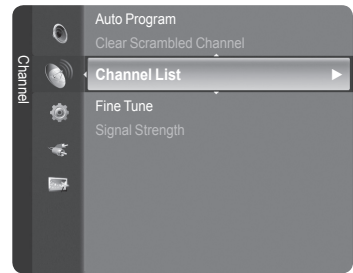 Channel
Auto Program
Clear Scrambled Channel
Channel List
Fine Tune
Signal Strength